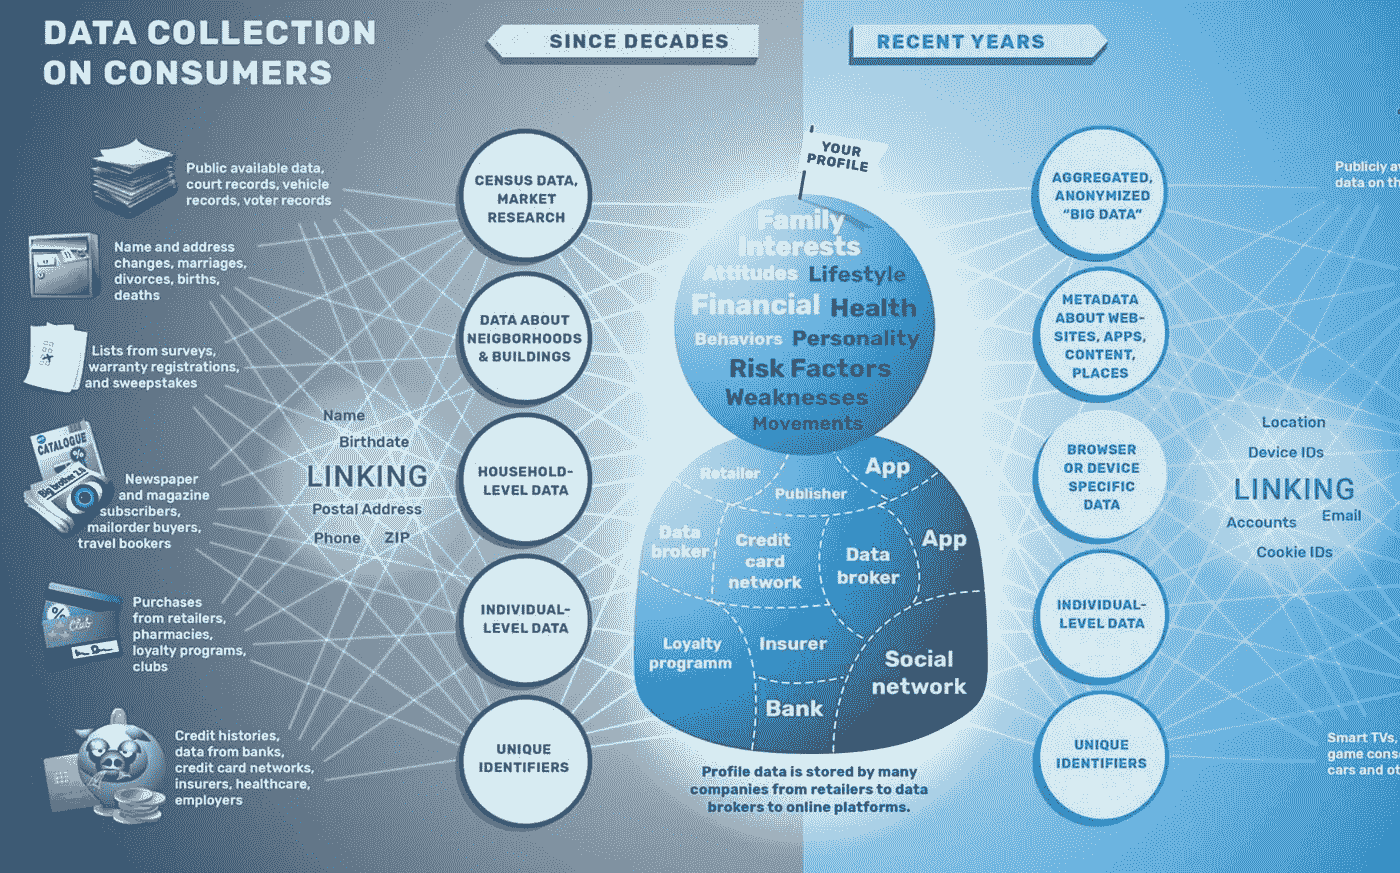 DATA COLLECTION
ON CONSUMERS
SINCE DECADES
RECENT YEARS
Public available data,
court records, vehicle
records, voter records
Name and address
changes, marriages,
divorces, births,
deaths
Lists from surveys,
warranty registrations,
and sweepstakes
CATALOGUE
%
Big brother 2.0
Newspaper
and magazine
subscribers,
mailorder buyers,
travel bookers
%
Club
Purchases
from retailers,
pharmacies,
loyalty programs,
clubs
Credit histories,
data from banks,
credit card networks,
insurers, healthcare,
employers
Name
Birthdate
LINKING
Postal Address
Phone ZIP
CENSUS DATA,
MARKET
RESEARCH
DATA ABOUT
NEIGBORHOODS
& BUILDINGS
HOUSEHOLD-
LEVEL DATA
INDIVIDUAL-
LEVEL DATA
UNIQUE
IDENTIFIERS
YOUR
PROFILE
Family
Interests
Attitudes Lifestyle
Financial Health
Behaviors Personality
Risk Factors
Weaknesses
Movements
Retailer
App
Publisher
Data
broker
Credit
card
network
Data
broker
App
Loyalty
programm
Insurer
Social
network
Bank
Profile data is stored by many
companies from retailers to data
brokers to online platforms.
AGGREGATED,
ANONYMIZED
“BIG DATA”
METADATA
ABOUT WEB-
SITES, APPS,
CONTENT,
PLACES
BROWSER
OR DEVICE
SPECIFIC
DATA
INDIVIDUAL-
LEVEL DATA
UNIQUE
IDENTIFIERS
Location
Device IDs
LINKING
Accounts Email
Cookie IDs
Publicly av
data on th
Smart TVs,
game cons
cars and ot